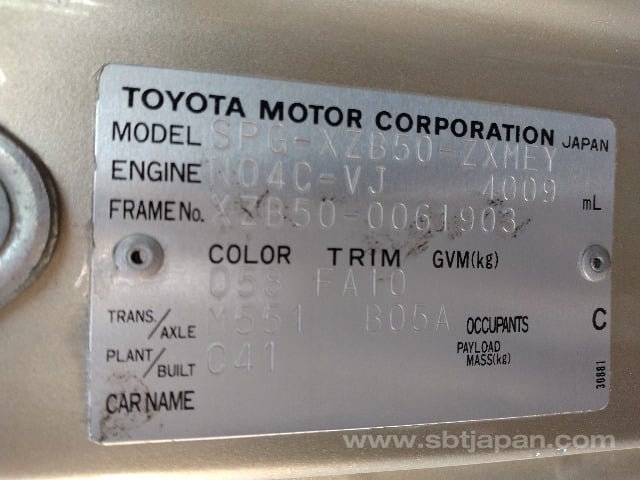 TOYOTA MOTOR CORPORATION JAPAN
MODEL SPG-XZB50-ZXMEY
ENGINE N04C-VJ 4009 mL
FRAME No. XZB50-0061903
COLOR TRIM GVM(kg)
058 FA10
TRANS./AXLE M551 B05A OCCUPANTS C
PLANT/BUILT C41 PAYLOAD MASS(kg)
CAR NAME
36881
www.sbtjapan.com